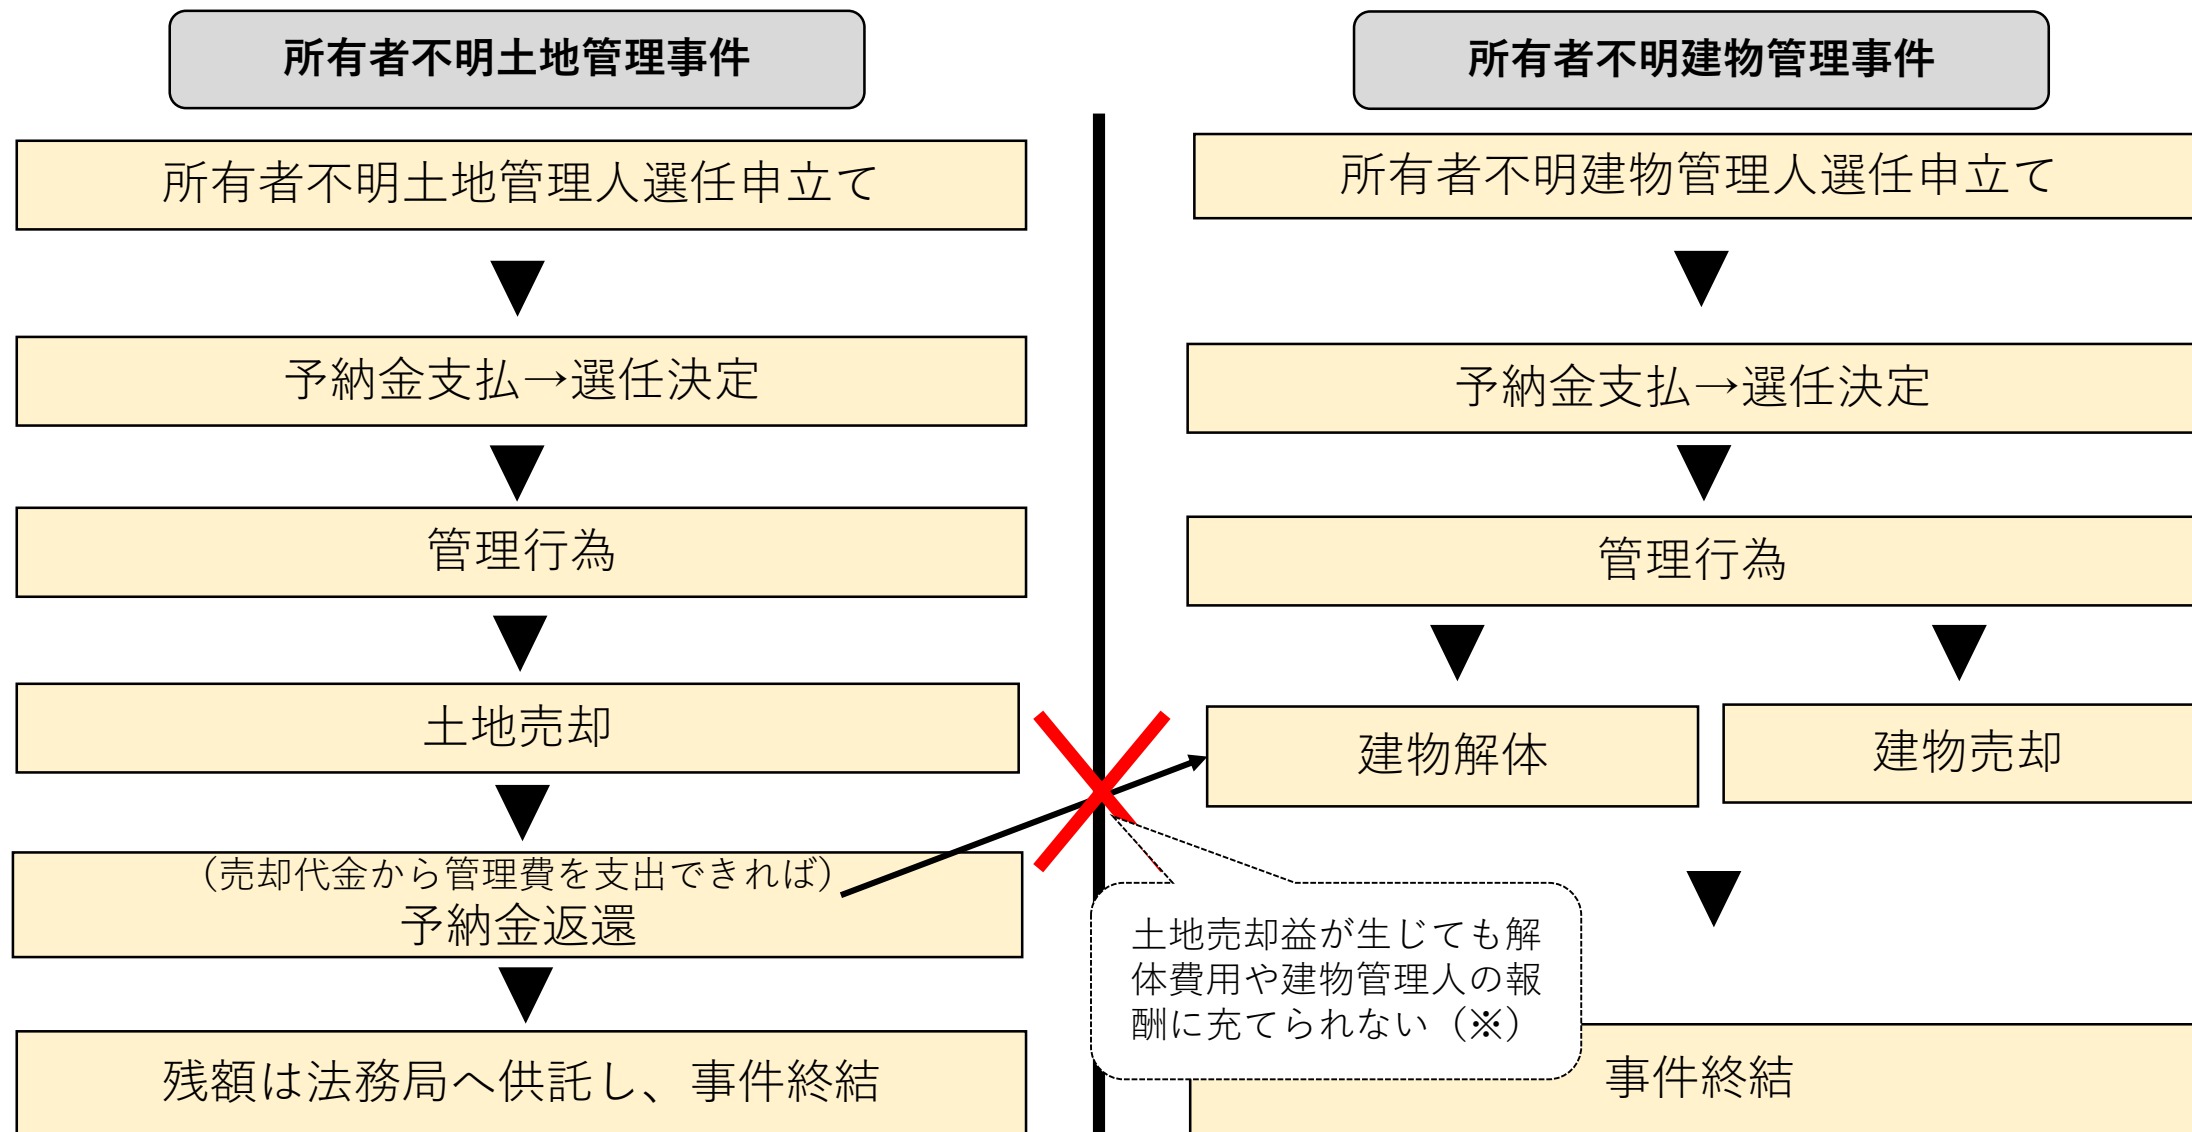 所有者不明土地管理事件
所有者不明土地管理人選任申立て
予納金支払→選任決定
管理行為
土地売却
（売却代金から管理費を支出できれば）
予納金返還
残額は法務局へ供託し、事件終結
所有者不明建物管理事件
所有者不明建物管理人選任申立て
予納金支払→選任決定
管理行為
建物解体
建物売却
土地売却益が生じても解
体費用や建物管理人の報
酬に充てられない（※）
事件終結